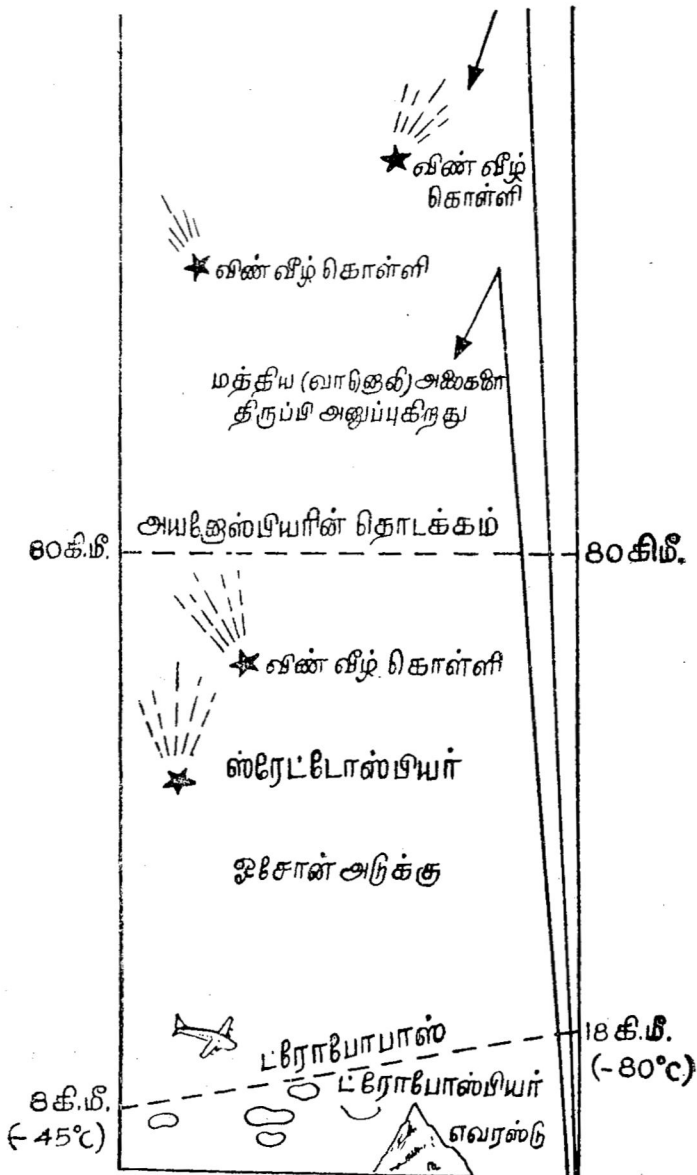 விண் வீழ்
கொள்ளி
விண் வீழ் கொள்ளி
மத்திய (வானொலி) அலைகளை
திருப்பி அனுப்புகிறது
அயனோஸ்பியரின் தொடக்கம்
80கி.மீ.
80கி.மீ.
விண் வீழ் கொள்ளி
ஸ்ரேட்டோஸ்பியர்
ஓசோன் அடுக்கு
ட்ரோபோபாஸ்
18கி.மீ.
(-80°C)
ட்ரோபோஸ்பியர்
8கி.மீ.
(-45°C)
எவரஸ்டு